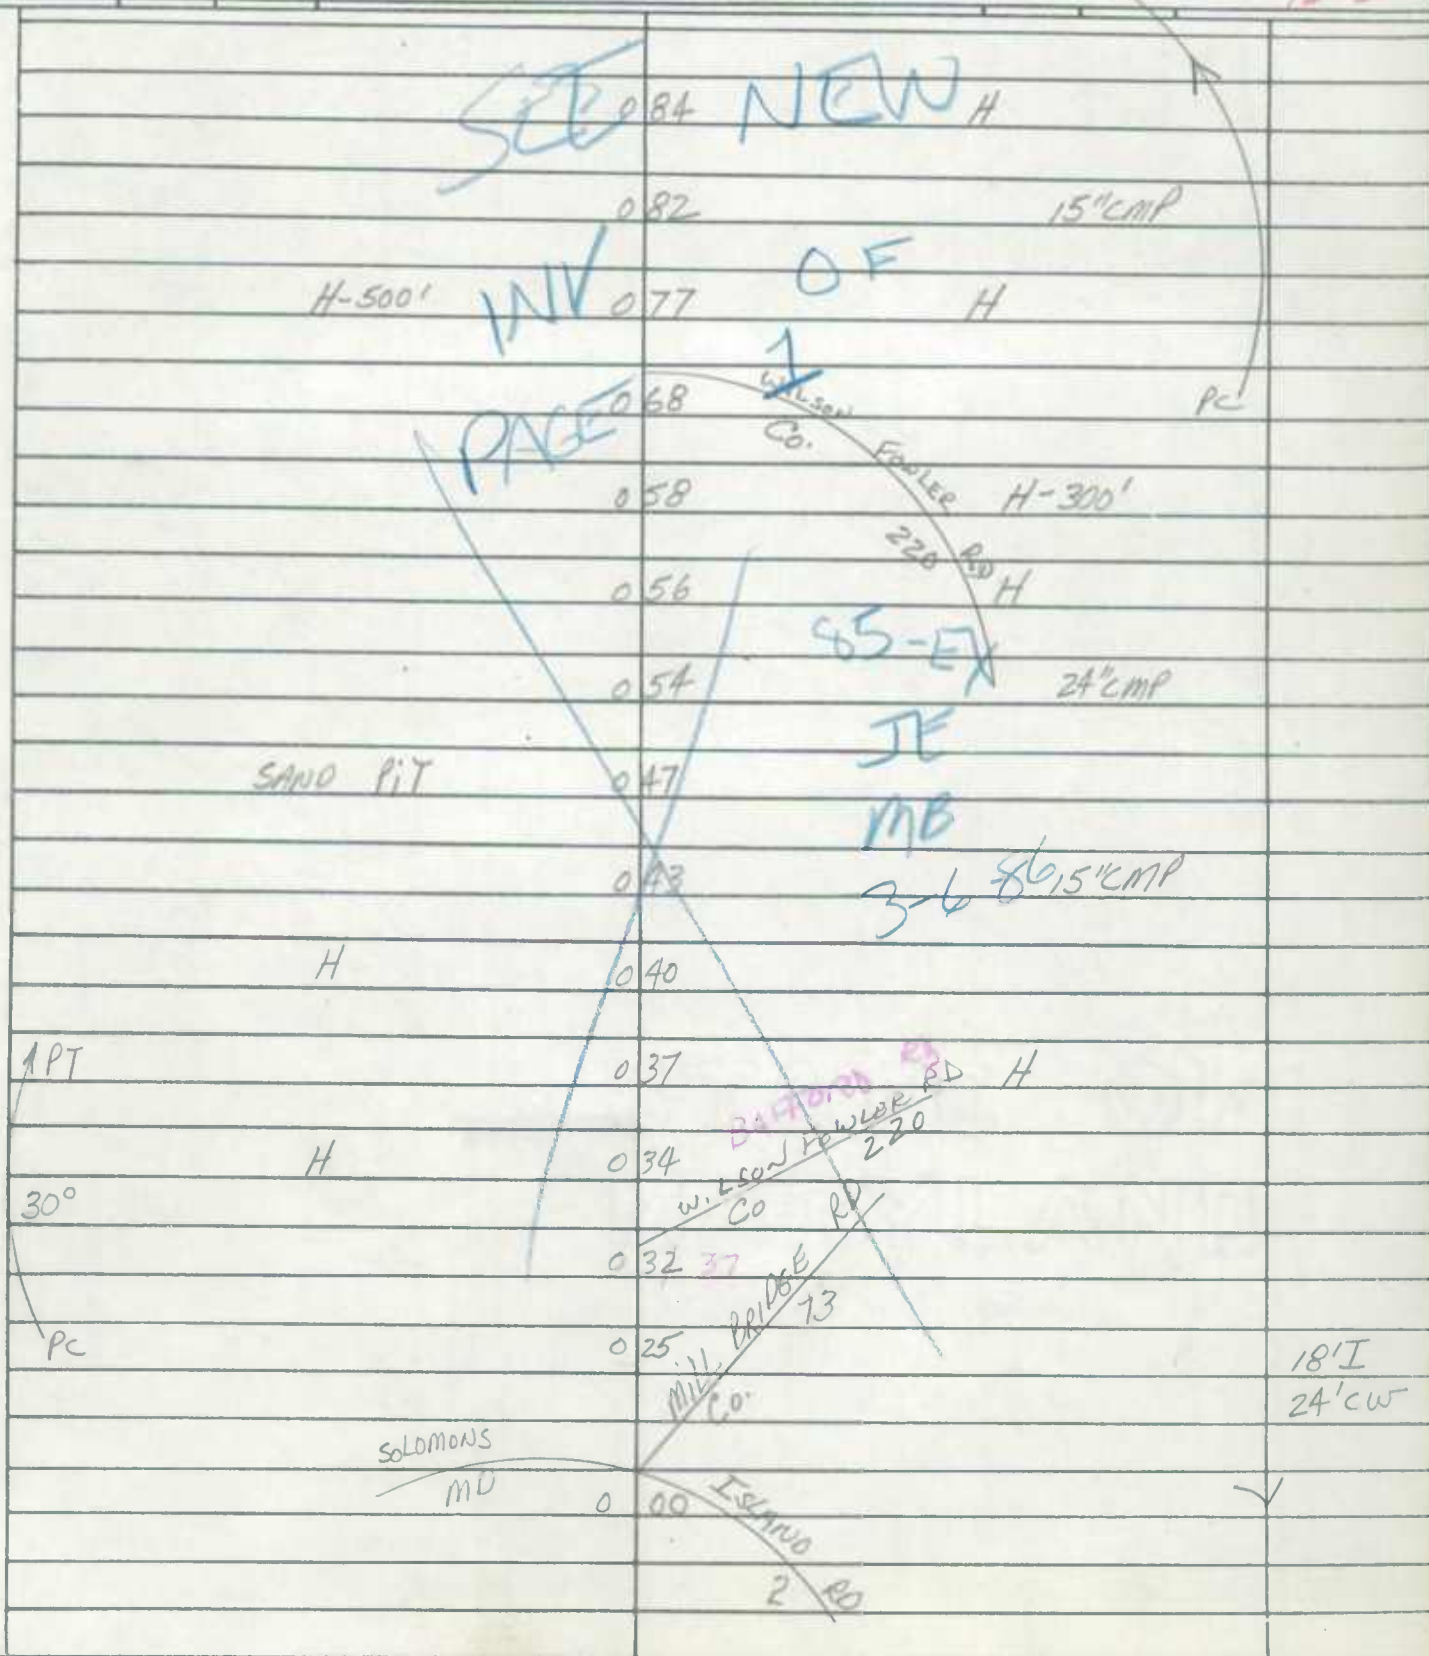 SEE 0 84 NEW H
0 82 15"CMP
H-500' INV 0 77 OF H
1
PAGE 0 68 WILSON FOWLER RD PC
Co. 220
0 58 H-300'
0 56 H
85-EX
0 54 24"CMP
JE
SAND PiT 0 47
MB
0 43 3-6-86 15"CMP
H 0 40
1 PT 0 37 H
Buffored Rd
H 0 34 WILSON FOWLER RD
30° CO 220
0 32 37
MILL BRIDGE RD
PC 0 25 Co. 73
18'I
24'CW
SOLOMONS ISLAND RD
MD 0 00 2